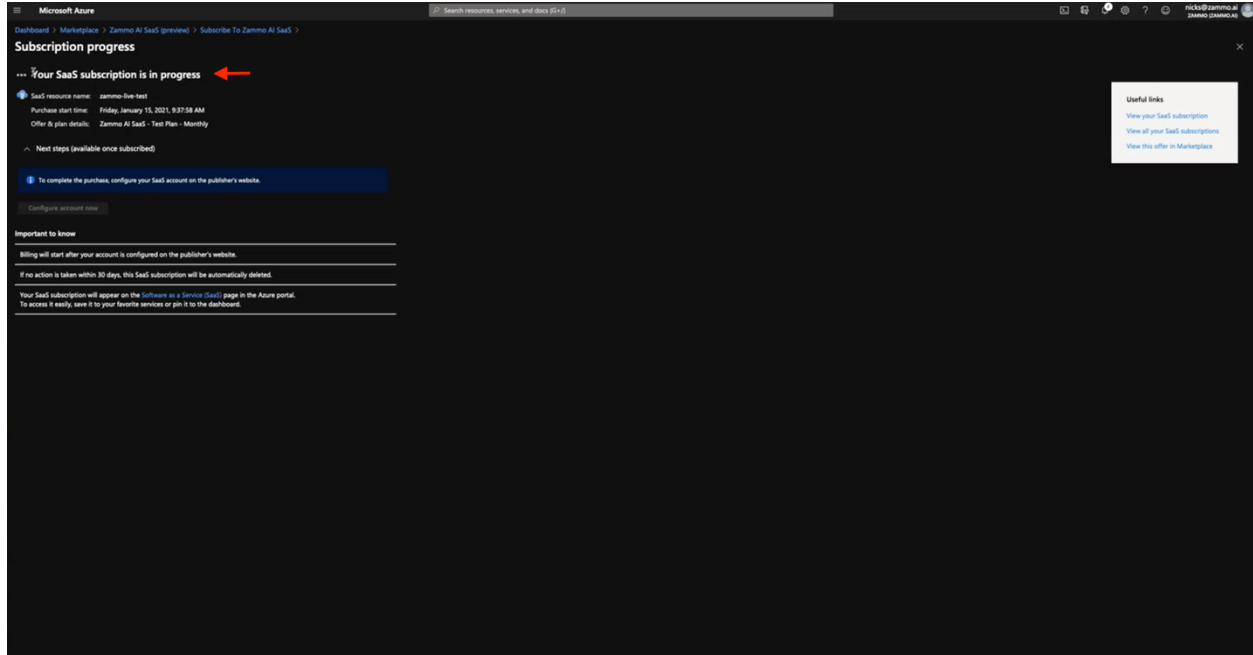 Microsoft Azure
Search resources, services, and docs (G+/)
nicks@zammo.ai
ZAMMO (ZAMMO.AI)
Dashboard > Marketplace > Zammo AI SaaS (preview) > Subscribe To Zammo AI SaaS >
Subscription progress
Your SaaS subscription is in progress
SaaS resource name: zammo-live-test
Purchase start time: Friday, January 15, 2021, 9:37:58 AM
Offer & plan details: Zammo AI SaaS - Test Plan - Monthly
Next steps (available once subscribed)
To complete the purchase, configure your SaaS account on the publisher's website.
Configure account now
Important to know
Billing will start after your account is configured on the publisher's website.
If no action is taken within 30 days, this SaaS subscription will be automatically deleted.
Your SaaS subscription will appear on the Software as a Service (SaaS) page in the Azure portal.
To access it easily, save it to your favorite services or pin it to the dashboard.
Useful links
View your SaaS subscription
View all your SaaS subscriptions
View this offer in Marketplace